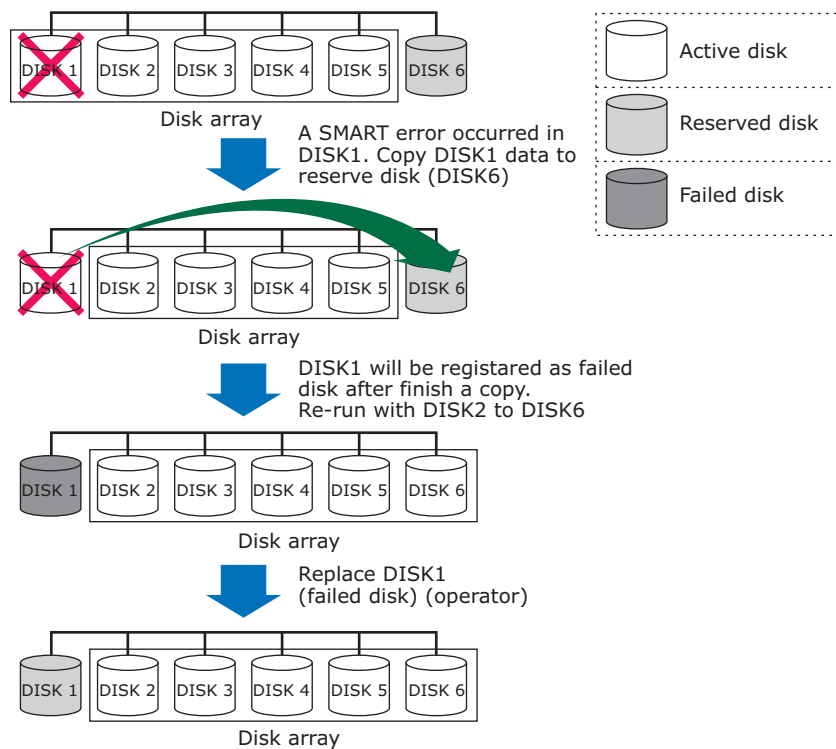 DISK 1 DISK 2 DISK 3 DISK 4 DISK 5 DISK 6
Disk array
Active disk
Reserved disk
Failed disk
A SMART error occurred in
DISK1. Copy DISK1 data to
reserve disk (DISK6)
DISK 1 DISK 2 DISK 3 DISK 4 DISK 5 DISK 6
Disk array
DISK1 will be registared as failed
disk after finish a copy.
Re-run with DISK2 to DISK6
DISK 1 DISK 2 DISK 3 DISK 4 DISK 5 DISK 6
Disk array
Replace DISK1
(failed disk) (operator)
DISK 1 DISK 2 DISK 3 DISK 4 DISK 5 DISK 6
Disk array